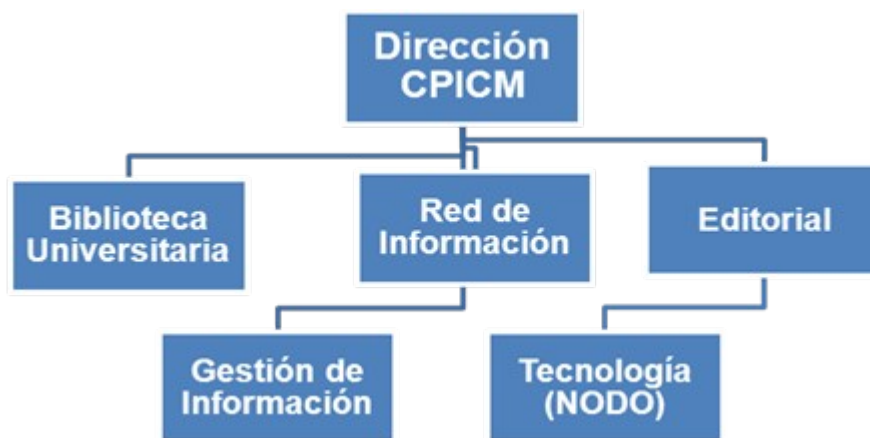 Dirección
CPICM
Biblioteca
Universitaria
Red de
Información
Editorial
Gestión de
Información
Tecnología
(NODO)